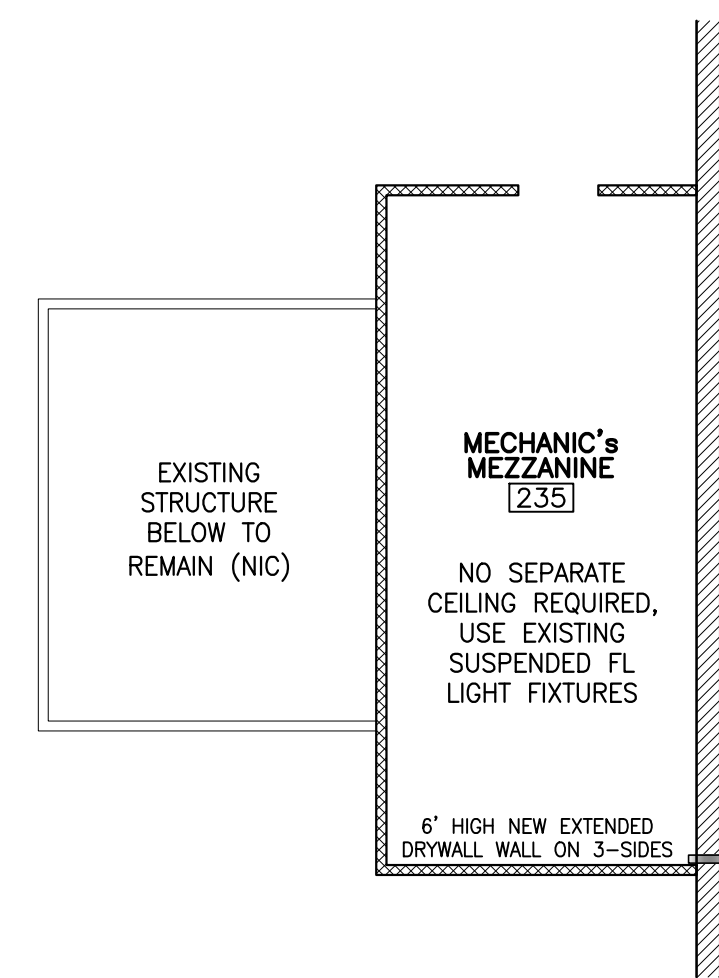 EXISTING
STRUCTURE
BELOW TO
REMAIN (NIC)
MECHANIC's
MEZZANINE
235
NO SEPARATE
CEILING REQUIRED,
USE EXISTING
SUSPENDED FL
LIGHT FIXTURES
6' HIGH NEW EXTENDED
DRYWALL WALL ON 3-SIDES